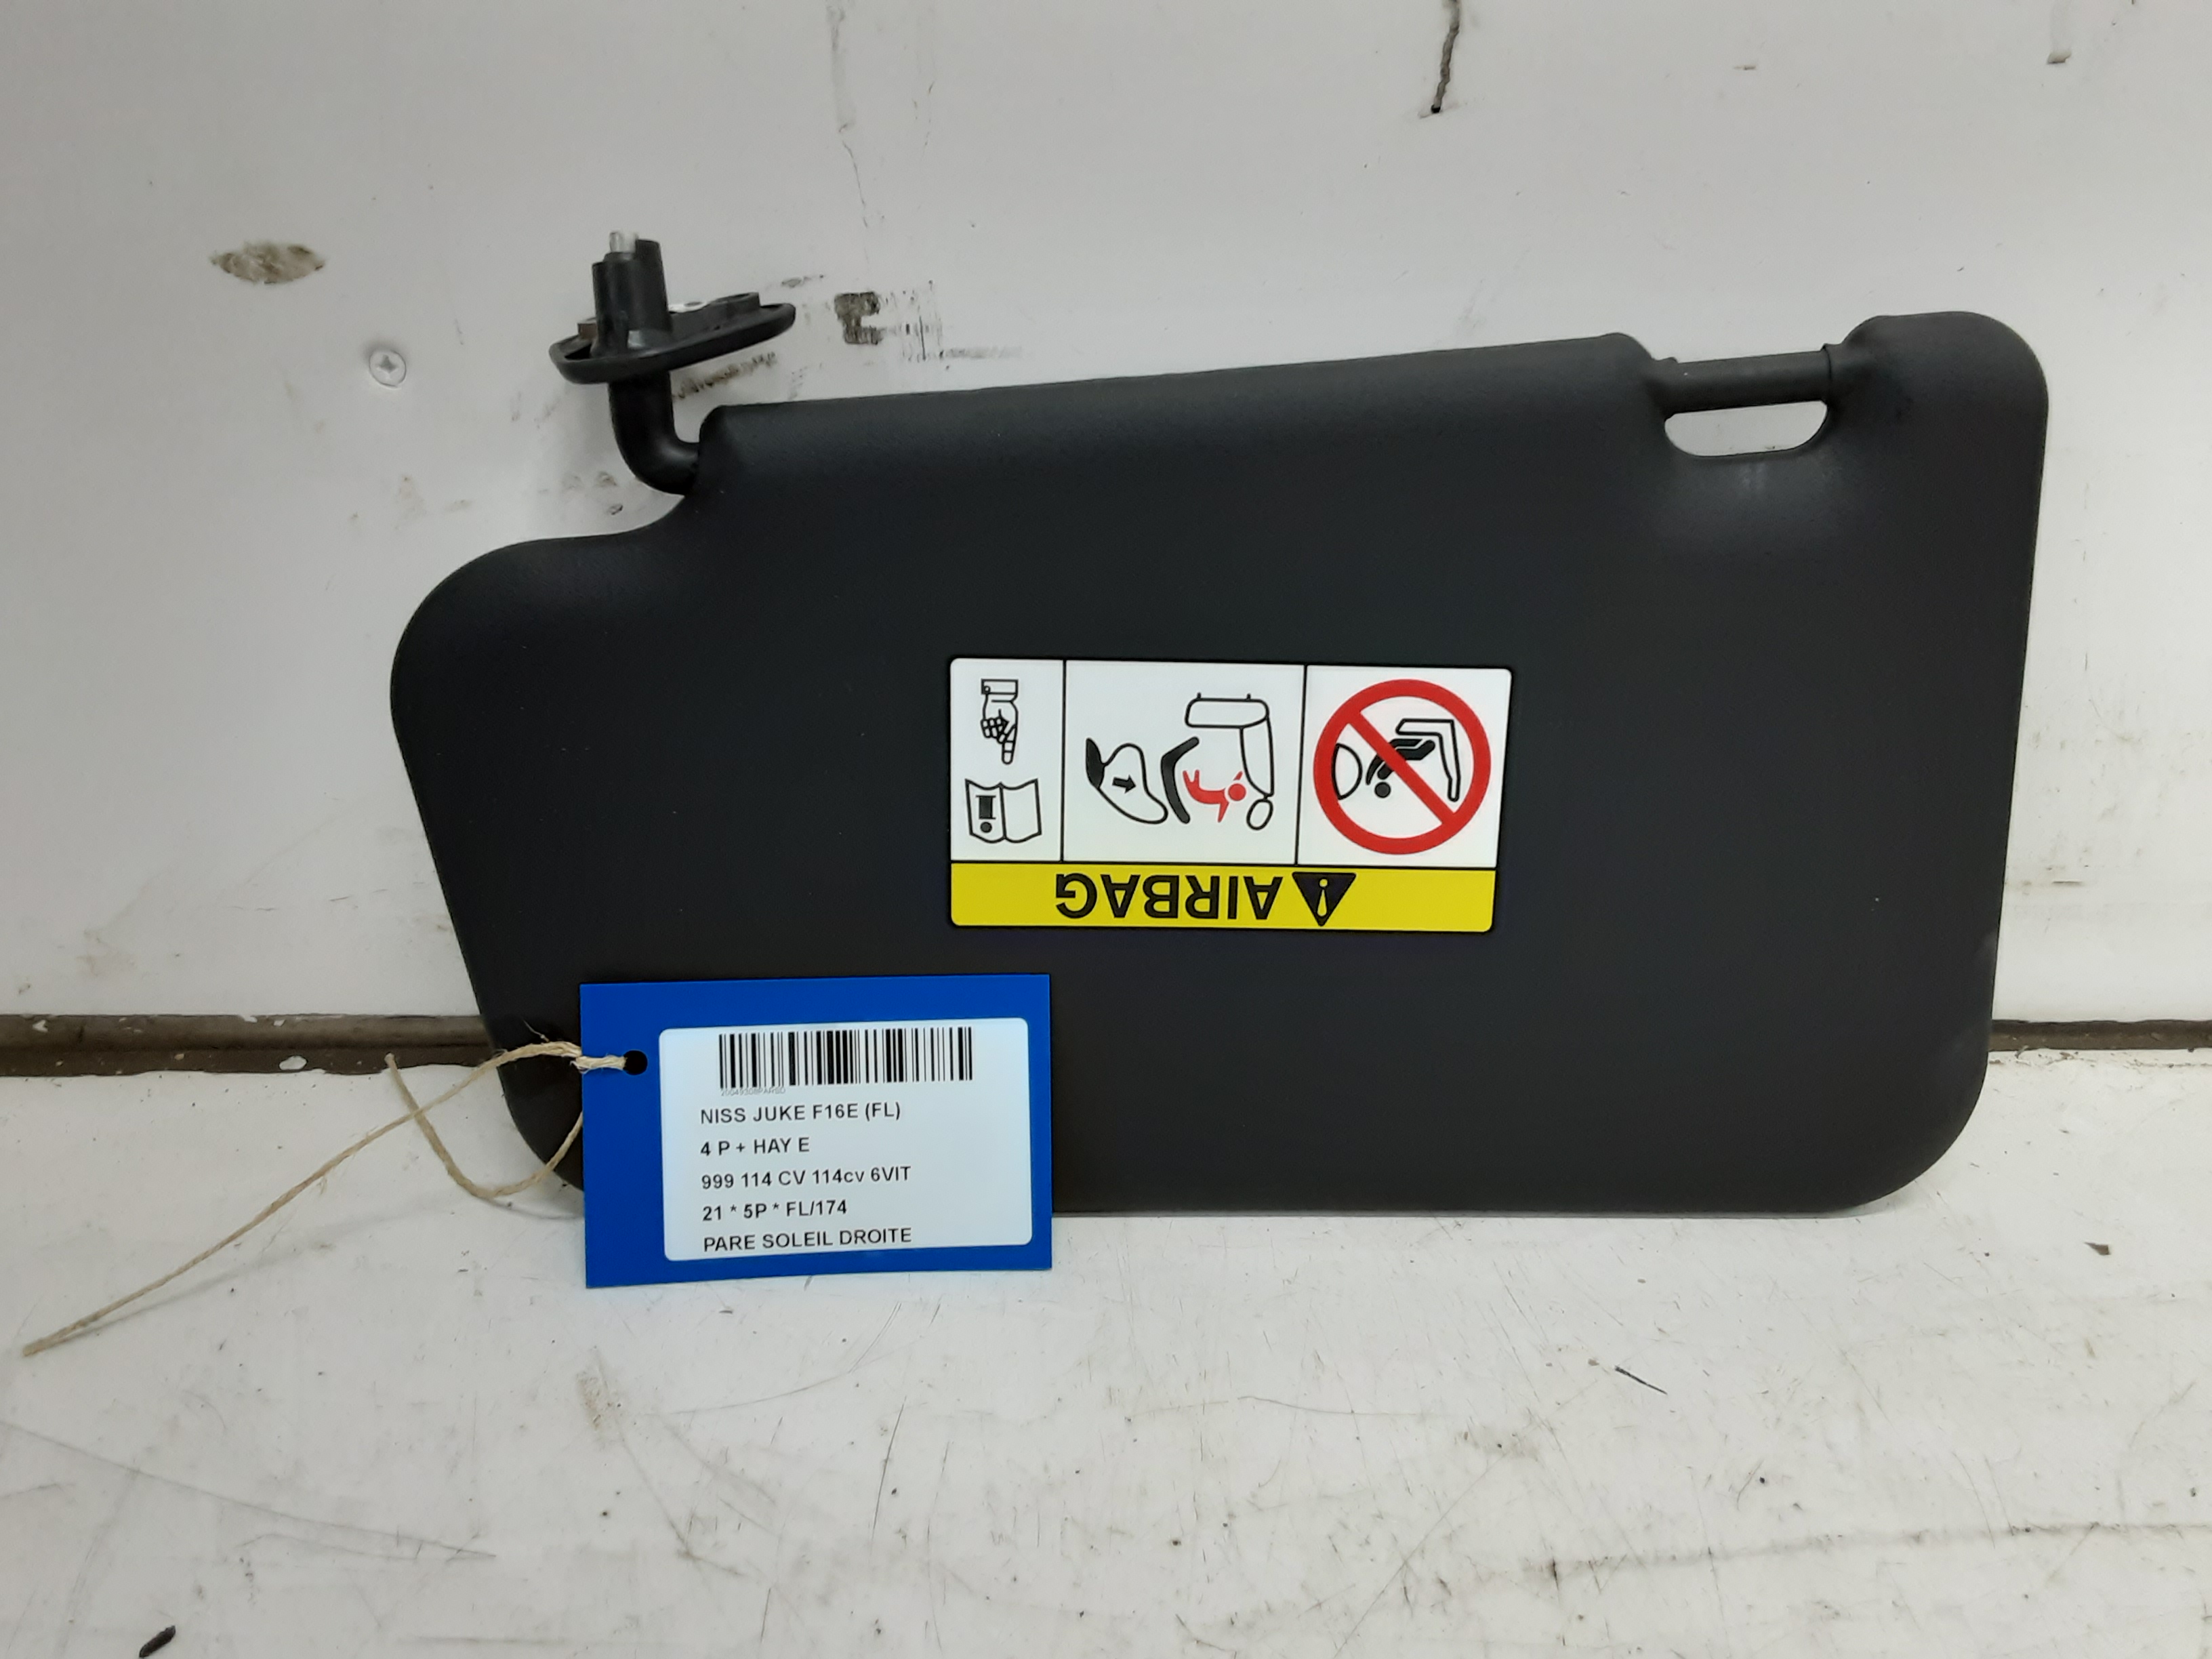 AIRBAG
NISS JUKE F16E (FL)
4 P + HAY E
999 114 CV 114cv 6VIT
21 * 5P * FL/174
PARE SOLEIL DROITE